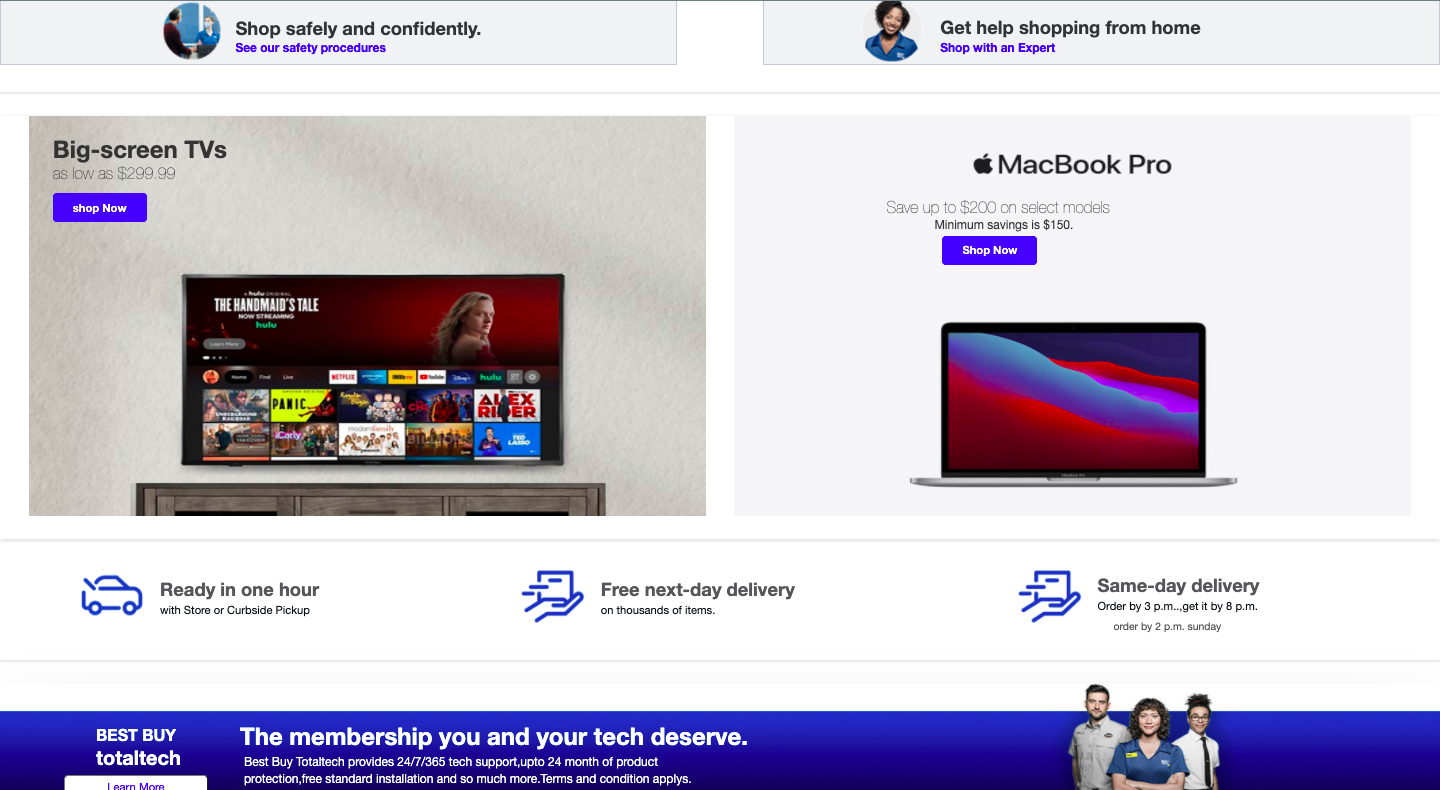 Shop safely and confidently.
See our safety procedures
Get help shopping from home
Shop with an Expert
Big-screen TVs
as low as $299.99
shop Now
hulu ORIGINAL
THE HANDMAID'S TALE
NOW STREAMING
hulu
Learn More
Home Find Live NETFLIX prime video IMDb TV YouTube Disney+ hulu
UNDERGROUND RAILROAD
PANIC
ALEX RIDER
iCarly
modern family
peacock
BILLIONS
TED LASSO
MacBook Pro
Save up to $200 on select models
Minimum savings is $150.
Shop Now
MacBook Pro
Ready in one hour
with Store or Curbside Pickup
Free next-day delivery
on thousands of items.
Same-day delivery
Order by 3 p.m..,get it by 8 p.m.
order by 2 p.m. sunday
BEST BUY
totaltech
Learn More
The membership you and your tech deserve.
Best Buy Totaltech provides 24/7/365 tech support,upto 24 month of product
protection,free standard installation and so much more.Terms and condition applys.